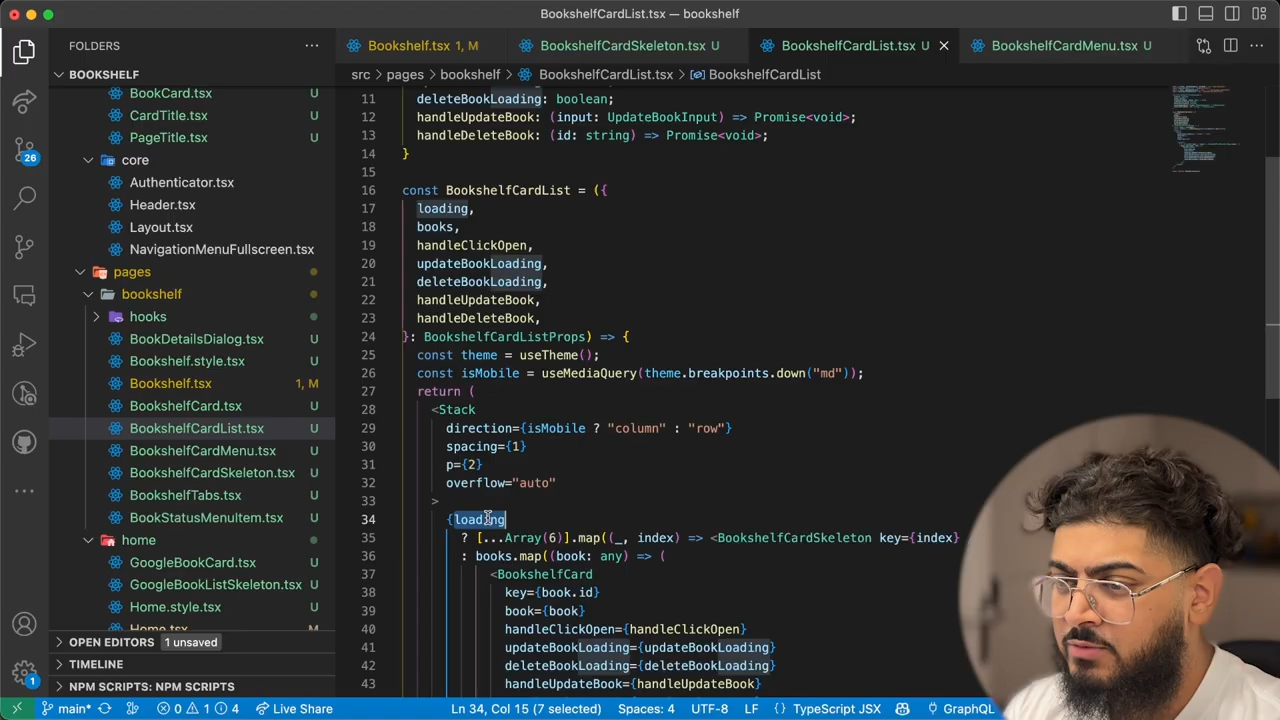 BookshelfCardList.tsx — bookshelf
FOLDERS
Bookshelf.tsx 1, M
BookshelfCardSkeleton.tsx U
BookshelfCardList.tsx U
BookshelfCardMenu.tsx U
BOOKSHELF
src > pages > bookshelf > BookshelfCardList.tsx > BookshelfCardList
BookCard.tsx U
CardTitle.tsx U
PageTitle.tsx U
core
Authenticator.tsx U
Header.tsx U
Layout.tsx U
NavigationMenuFullscreen.tsx U
pages
bookshelf
hooks
BookDetailsDialog.tsx U
Bookshelf.style.tsx U
Bookshelf.tsx 1, M
BookshelfCard.tsx U
BookshelfCardList.tsx U
BookshelfCardMenu.tsx U
BookshelfCardSkeleton.tsx U
BookshelfTabs.tsx U
BookStatusMenuItem.tsx U
home
GoogleBookCard.tsx U
GoogleBookListSkeleton.tsx U
Home.style.tsx U
Home.tsx M
OPEN EDITORS 1 unsaved
TIMELINE
NPM SCRIPTS: PACKAGE.JSON
26
1
11 deleteBookLoading: boolean;
12 handleUpdateBook: (input: UpdateBookInput) => Promise<void>;
13 handleDeleteBook: (id: string) => Promise<void>;
14 }
15
16 const BookshelfCardList = ({
17 loading,
18 books,
19 handleClickOpen,
20 updateBookLoading,
21 deleteBookLoading,
22 handleUpdateBook,
23 handleDeleteBook,
24 }: BookshelfCardListProps) => {
25 const theme = useTheme();
26 const isMobile = useMediaQuery(theme.breakpoints.down("md"));
27 return (
28 <Stack
29 direction={isMobile ? "column" : "row"}
30 spacing={1}
31 p={2}
32 overflow="auto"
33 >
34 {loading
35 ? [...Array(6)].map((_, index) => <BookshelfCardSkeleton key={index}
36 : books.map((book: any) => (
37 <BookshelfCard
38 key={book.id}
39 book={book}
40 handleClickOpen={handleClickOpen}
41 updateBookLoading={updateBookLoading}
42 deleteBookLoading={deleteBookLoading}
43 handleUpdateBook={handleUpdateBook}
main* 0 1 4 Live Share Ln 34, Col 15 (7 selected) Spaces: 4 UTF-8 LF {} TypeScript JSX GraphQL